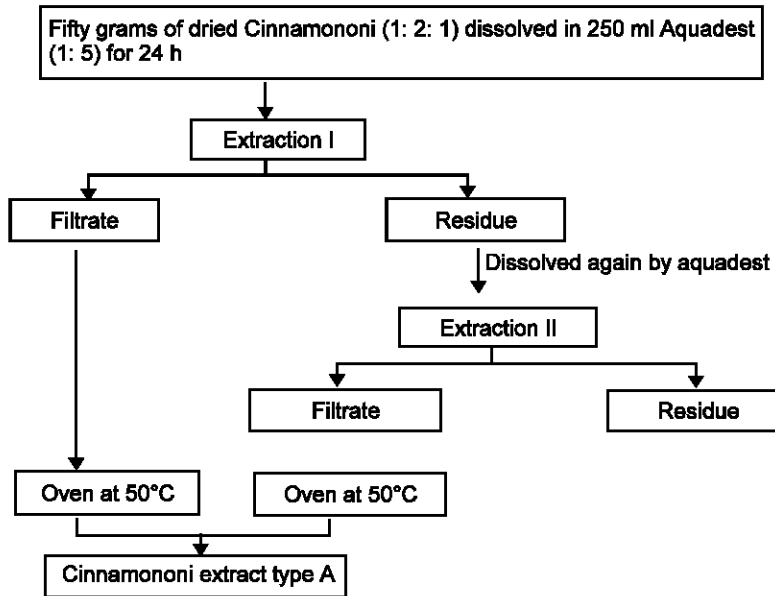 Fifty grams of dried Cinnamononi (1: 2: 1) dissolved in 250 ml Aquadest
(1: 5) for 24 h
Extraction I
Filtrate
Residue
Dissolved again by aquadest
Extraction II
Filtrate
Residue
Oven at 50°C
Oven at 50°C
Cinnamononi extract type A